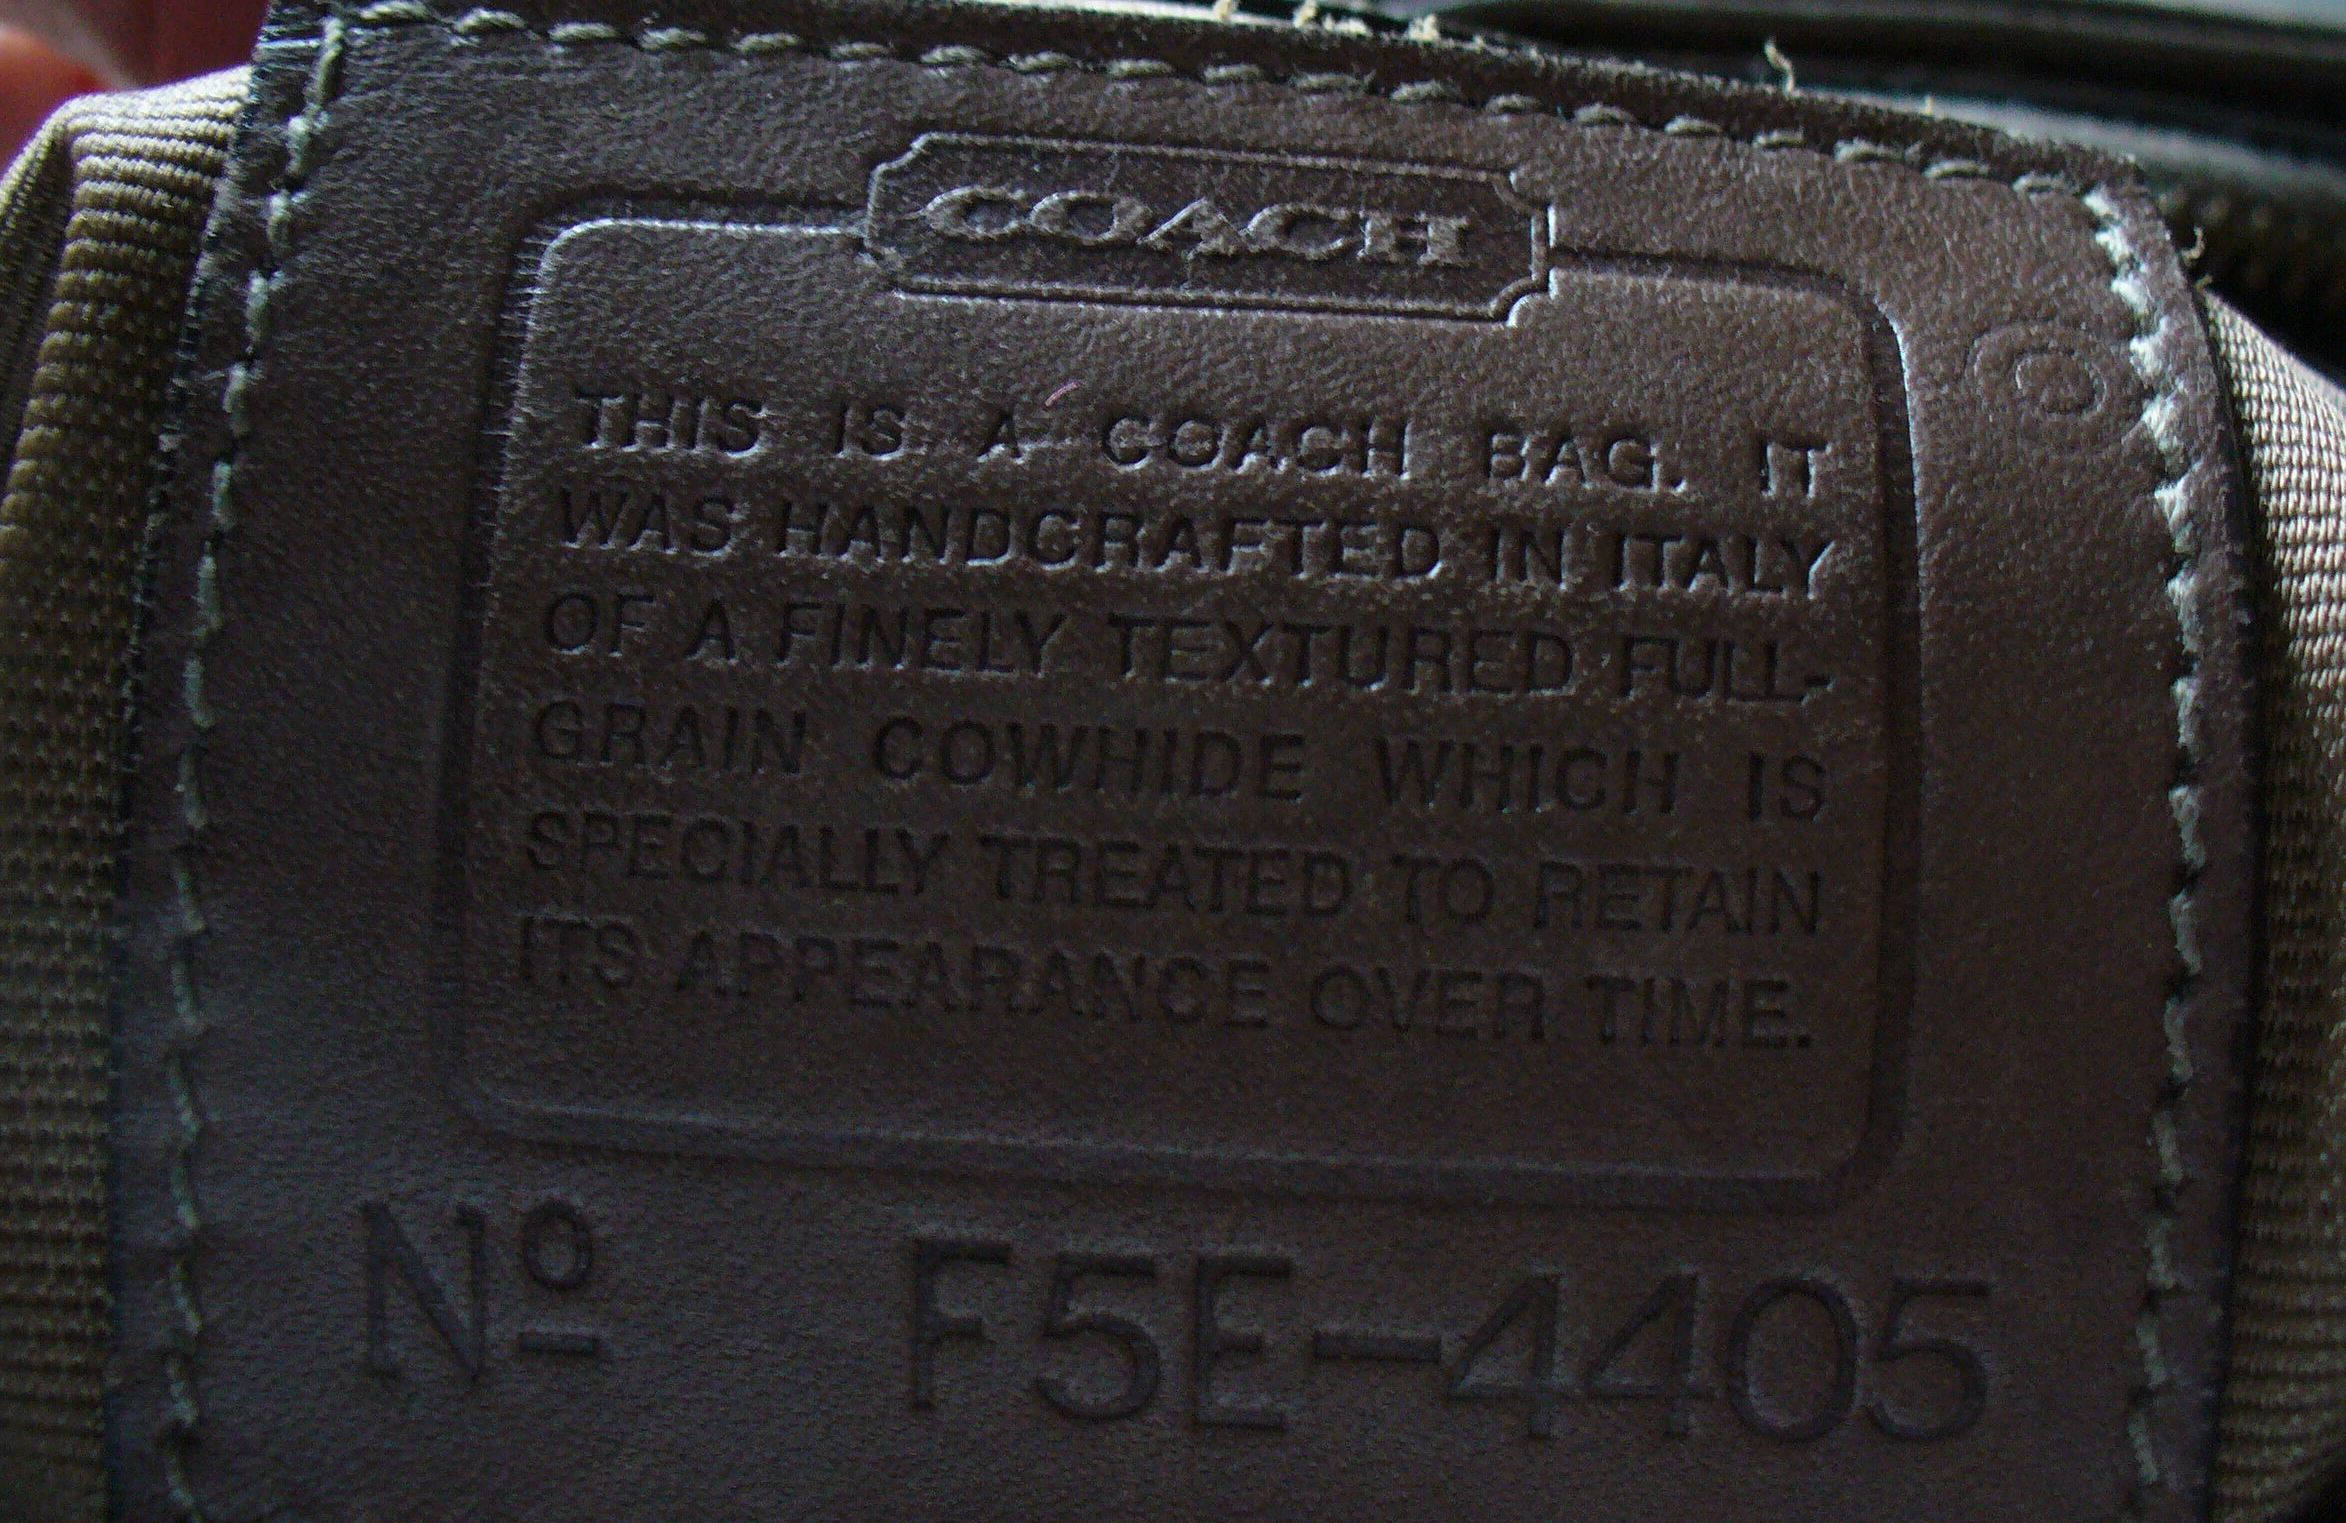 COACH
THIS IS A COACH BAG. IT
WAS HANDCRAFTED IN ITALY
OF A FINELY TEXTURED FULL-
GRAIN COWHIDE WHICH IS
SPECIALLY TREATED TO RETAIN
ITS APPEARANCE OVER TIME.
Nº F5E-4405